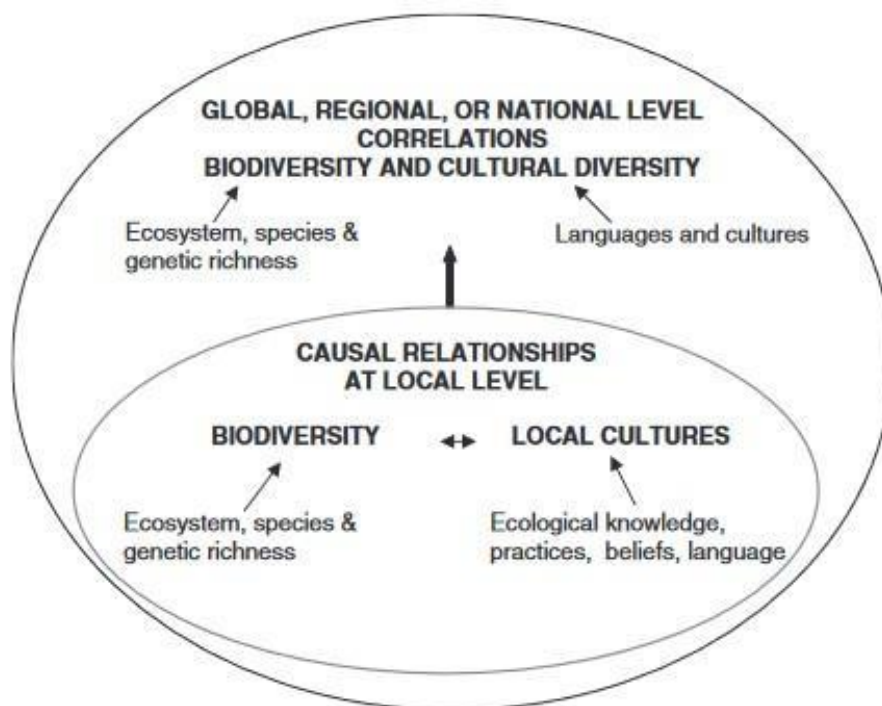 GLOBAL, REGIONAL, OR NATIONAL LEVEL
CORRELATIONS
BIODIVERSITY AND CULTURAL DIVERSITY
Ecosystem, species &
genetic richness
Languages and cultures
CAUSAL RELATIONSHIPS
AT LOCAL LEVEL
BIODIVERSITY
LOCAL CULTURES
Ecosystem, species &
genetic richness
Ecological knowledge,
practices, beliefs, language